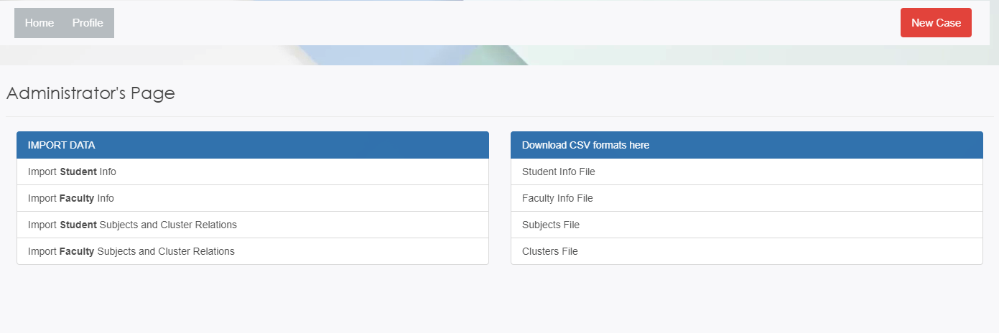 Home Profile New Case
Administrator's Page
IMPORT DATA
Import Student Info
Import Faculty Info
Import Student Subjects and Cluster Relations
Import Faculty Subjects and Cluster Relations
Download CSV formats here
Student Info File
Faculty Info File
Subjects File
Clusters File